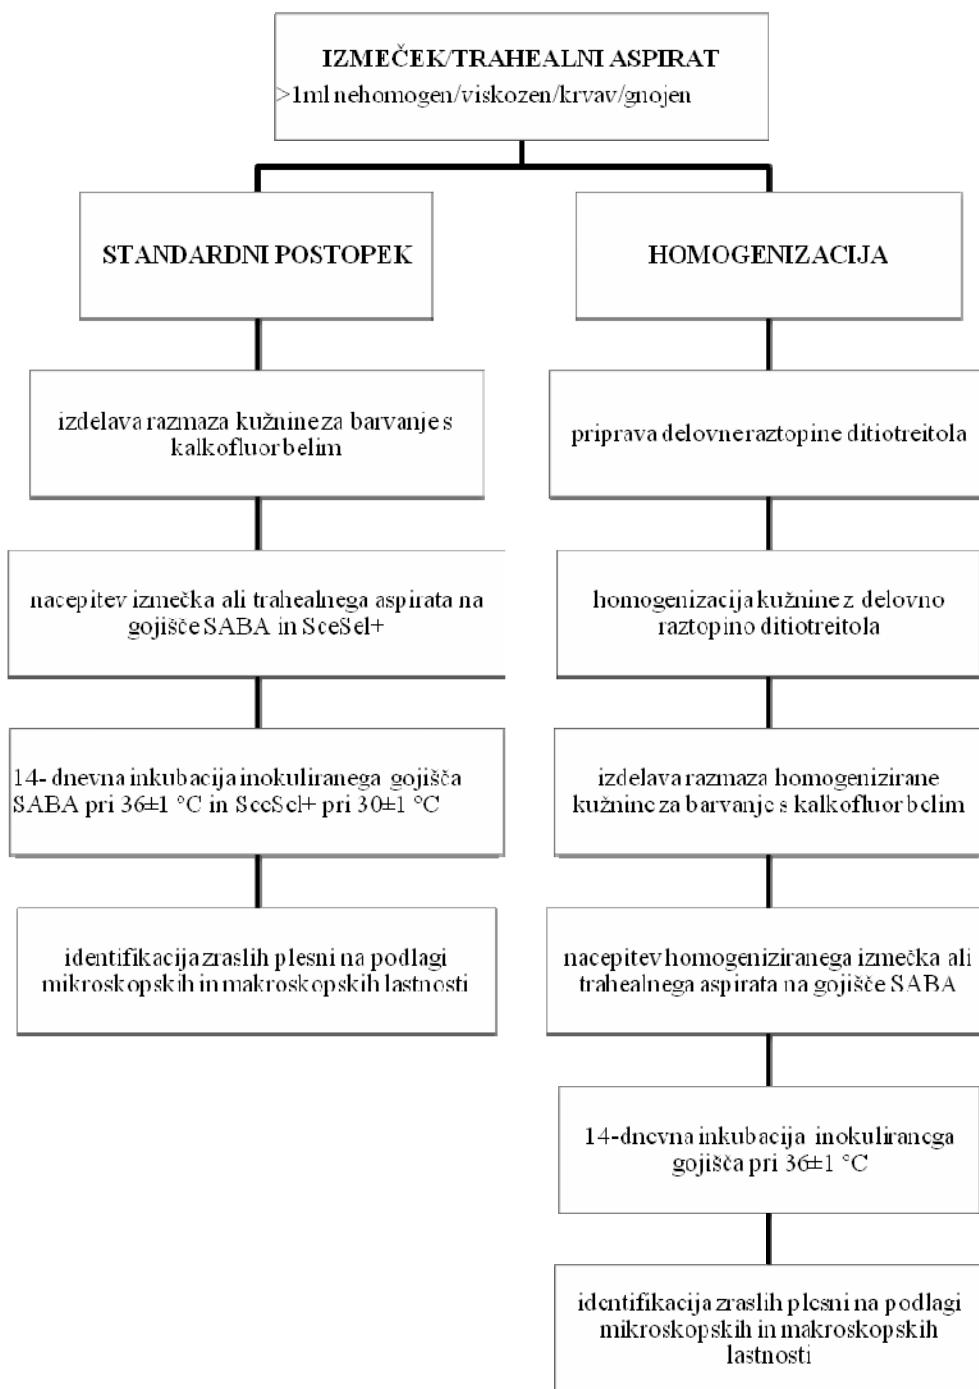 IZMEČEK/TRAHEALNI ASPIRAT
>1ml nehomogen/viskozen/krvav/gnojen
STANDARDNI POSTOPEK
izdelava razmaza kužnine za barvanje s
kalkofluor belim
nacepitev izmečka ali trahealnega aspirata na
gojišče SABA in SceSel+
14- dnevna inkubacija inokuliranega gojišča
SABA pri 36±1 °C in SceSel+ pri 30±1 °C
identifikacija zraslih plesni na podlagi
mikroskopskih in makroskopskih lastnosti
HOMOGENIZACIJA
priprava delovne raztopine ditiotreitola
homogenizacija kužnine z delovno
raztopino ditiotreitola
izdelava razmaza homogenizirane
kužnine za barvanje s kalkofluor belim
nacepitev homogeniziranega izmečka ali
trahealnega aspirata na gojišče SABA
14-dnevna inkubacija inokuliranega
gojišča pri 36±1 °C
identifikacija zraslih plesni na podlagi
mikroskopskih in makroskopskih
lastnosti